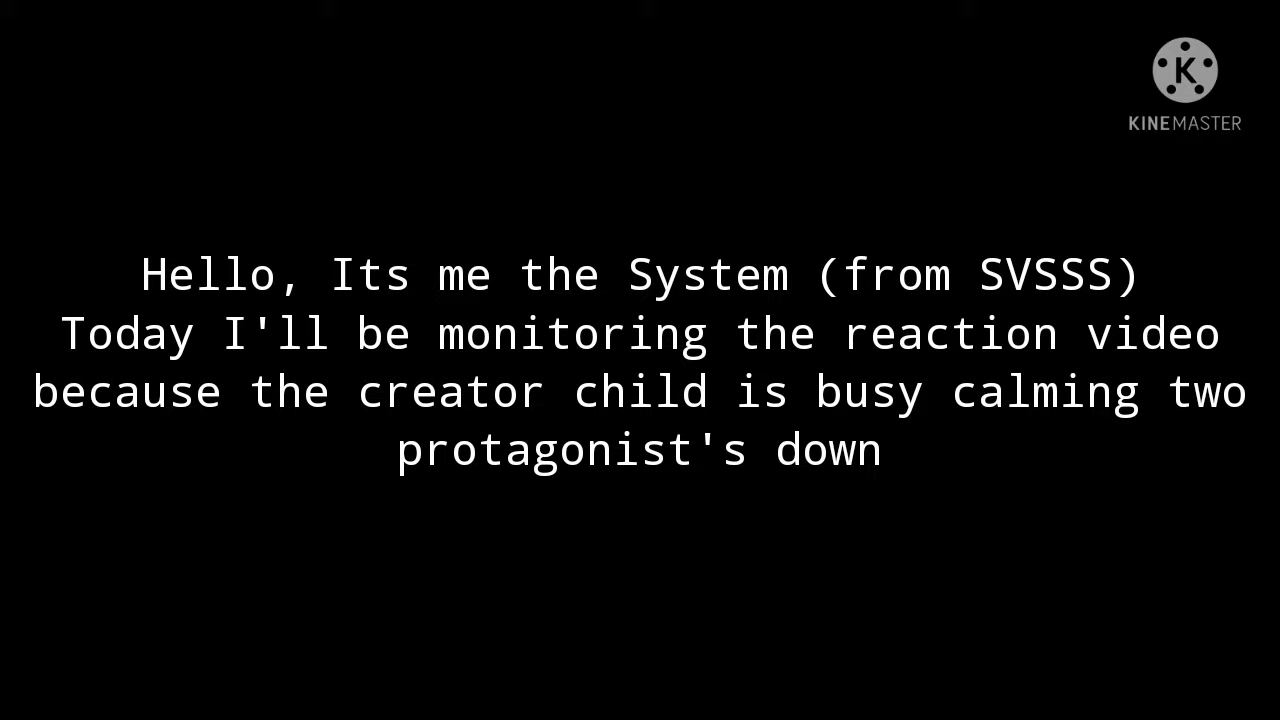 K
KINEMASTER
Hello, Its me the System (from SVSSS)
Today I'll be monitoring the reaction video
because the creator child is busy calming two
protagonist's down